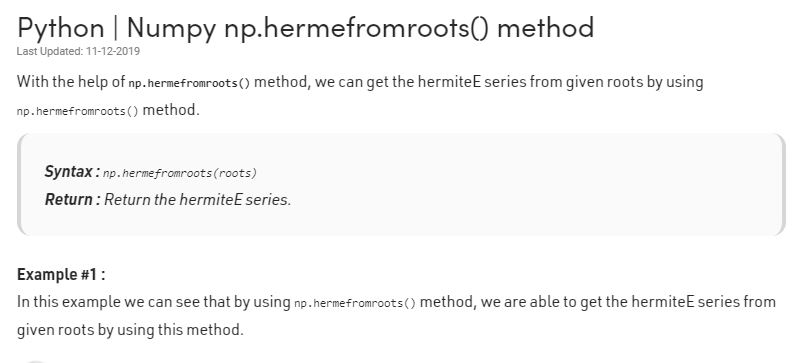 Python | Numpy np.hermefromroots() method
Last Updated: 11-12-2019
With the help of np.hermefromroots() method, we can get the hermiteE series from given roots by using
np.hermefromroots() method.
Syntax : np.hermefromroots(roots)
Return : Return the hermiteE series.
Example #1 :
In this example we can see that by using np.hermefromroots() method, we are able to get the hermiteE series from
given roots by using this method.